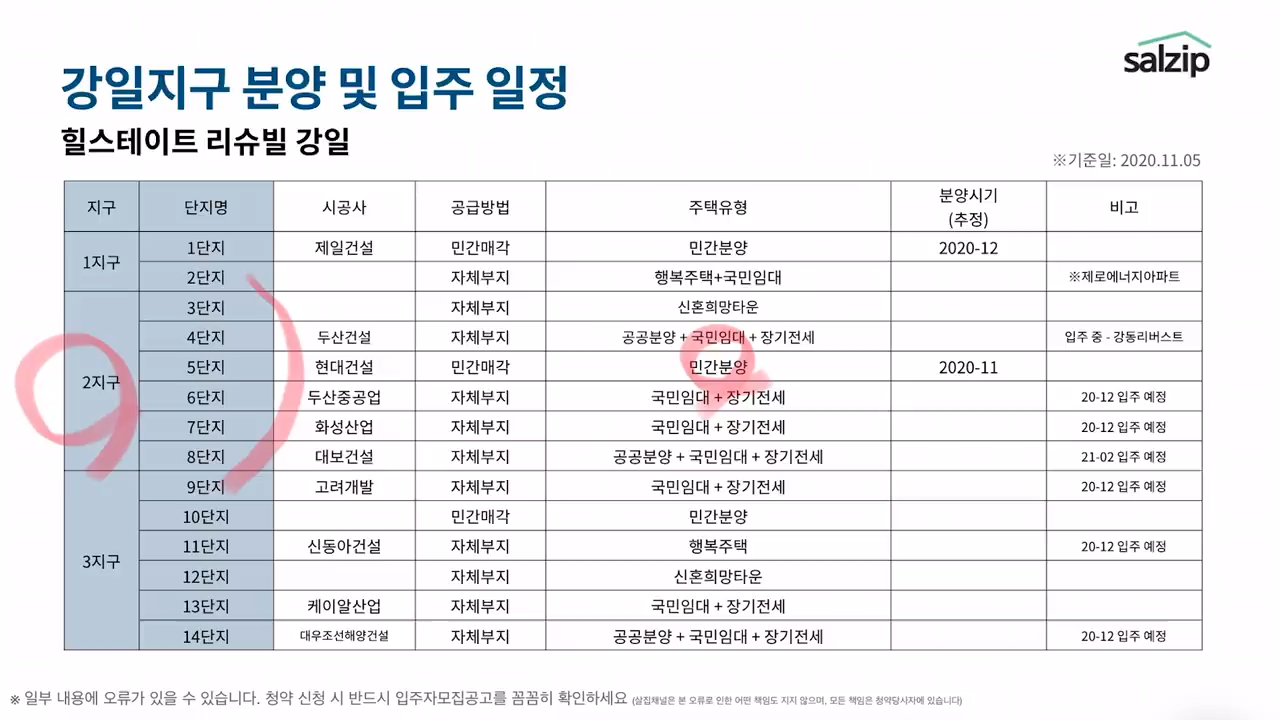 salzip
강일지구 분양 및 입주 일정
힐스테이트 리슈빌 강일
※기준일: 2020.11.05
지구 단지명 시공사 공급방법 주택유형 분양시기 (추정) 비고
1지구 1단지 제일건설 민간매각 민간분양 2020-12
2단지 자체부지 행복주택+국민임대 ※제로에너지아파트
2지구 3단지 자체부지 신혼희망타운
4단지 두산건설 자체부지 공공분양 + 국민임대 + 장기전세 입주 중 - 강동리버스트
5단지 현대건설 민간매각 민간분양 2020-11
6단지 두산중공업 자체부지 국민임대 + 장기전세 20-12 입주 예정
7단지 화성산업 자체부지 국민임대 + 장기전세 20-12 입주 예정
8단지 대보건설 자체부지 공공분양 + 국민임대 + 장기전세 21-02 입주 예정
3지구 9단지 고려개발 자체부지 국민임대 + 장기전세 20-12 입주 예정
10단지 민간매각 민간분양
11단지 신동아건설 자체부지 행복주택 20-12 입주 예정
12단지 자체부지 신혼희망타운
13단지 케이알산업 자체부지 국민임대 + 장기전세
14단지 대우조선해양건설 자체부지 공공분양 + 국민임대 + 장기전세 20-12 입주 예정
※ 일부 내용에 오류가 있을 수 있습니다. 청약 신청 시 반드시 입주자모집공고를 꼼꼼히 확인하세요 (살집채널은 본 오류로 인한 어떤 책임도 지지 않으며, 모든 책임은 청약당사자에 있습니다)